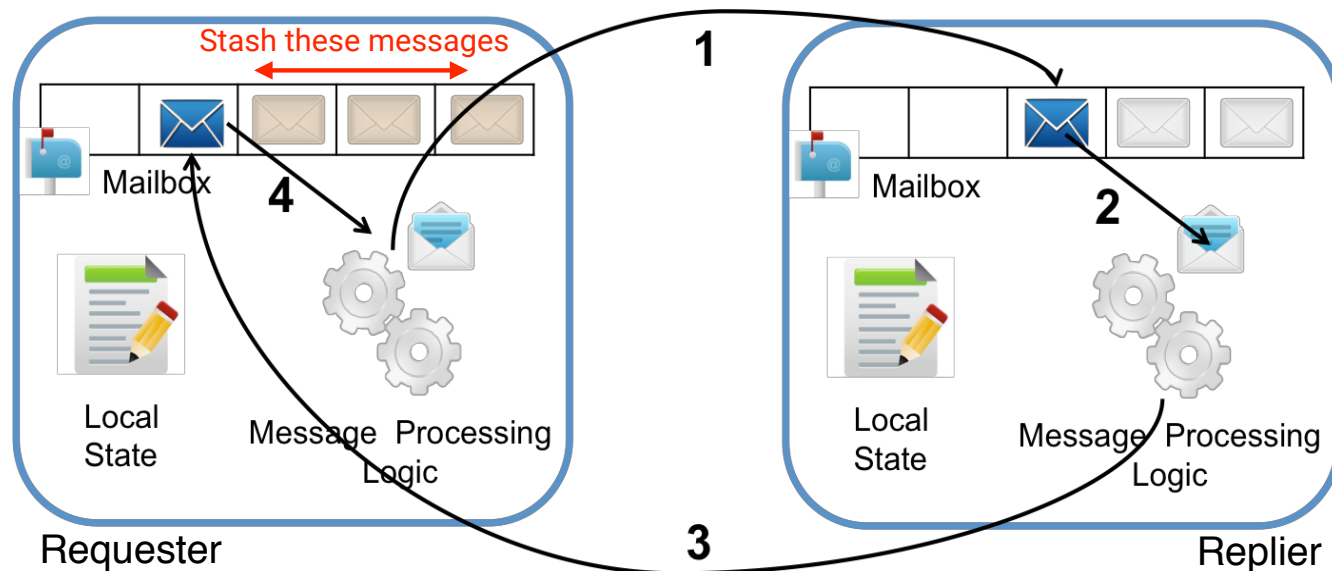 Stash these messages
1
@
Mailbox
4
@
Mailbox
2
Local
State
Message Processing
Logic
Local
State
Message Processing
Logic
Requester
3
Replier